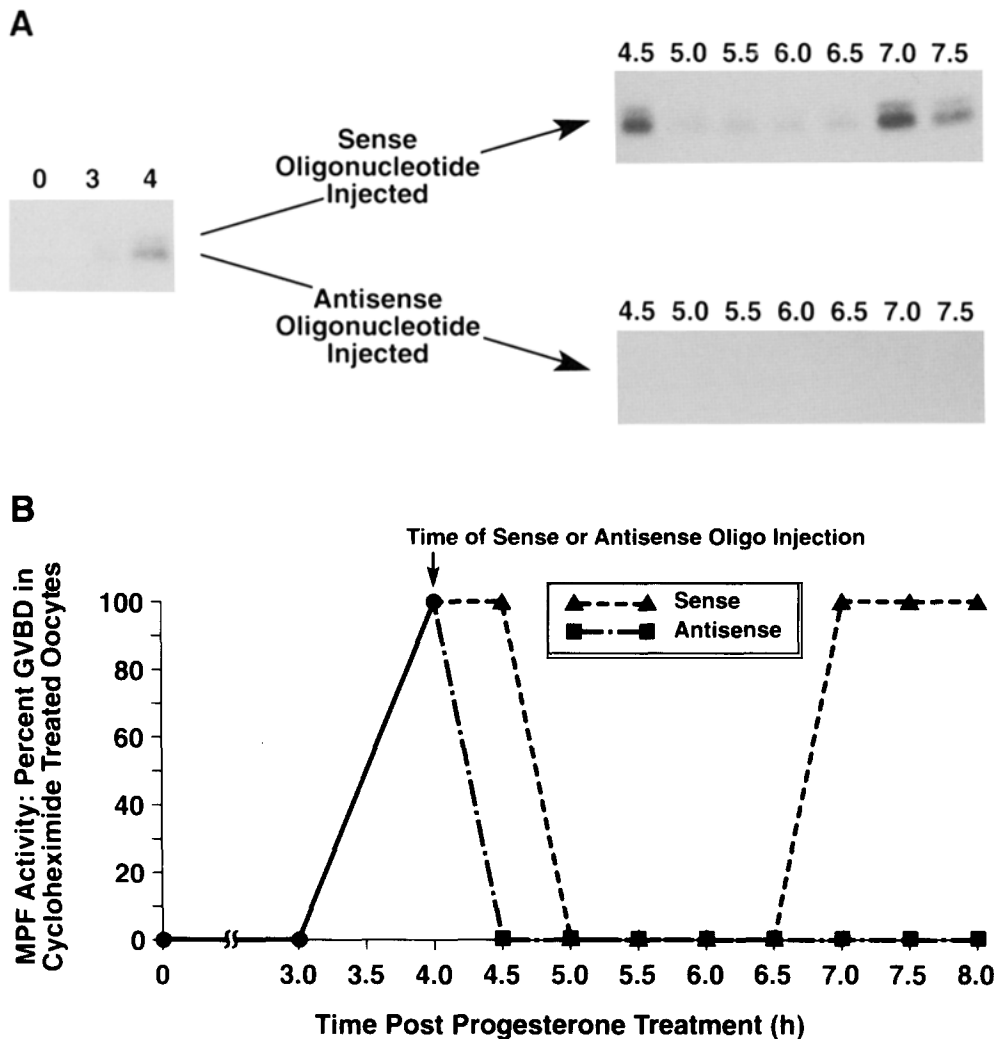 A
0 3 4
Sense
Oligonucleotide
Injected
4.5 5.0 5.5 6.0 6.5 7.0 7.5
Antisense
Oligonucleotide
Injected
4.5 5.0 5.5 6.0 6.5 7.0 7.5
B
Time of Sense or Antisense Oligo Injection
MPF Activity: Percent GVBD in
Cycloheximide Treated Oocytes
100
80
60
40
20
0
Sense
Antisense
0 3.0 3.5 4.0 4.5 5.0 5.5 6.0 6.5 7.0 7.5 8.0
Time Post Progesterone Treatment (h)